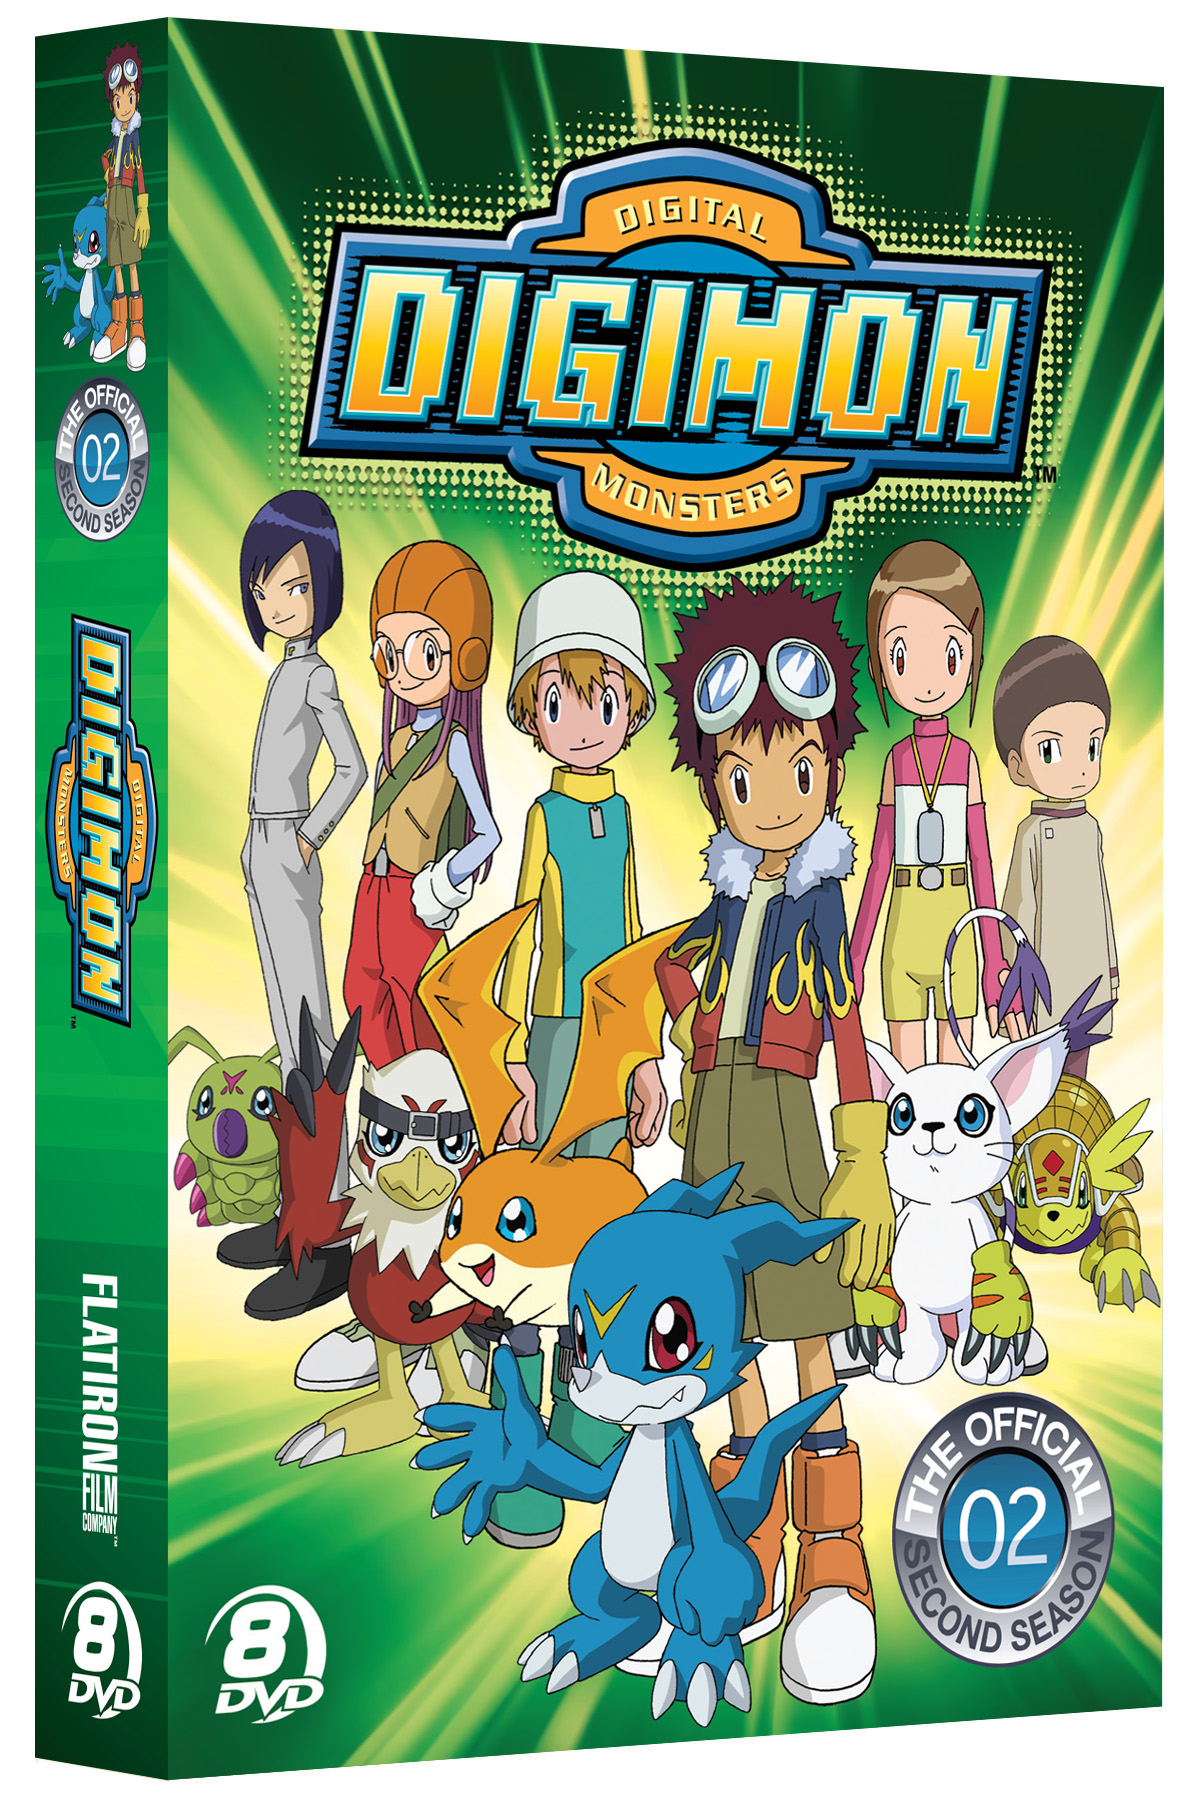 THE OFFICIAL
02
SECOND SEASON
DIGITAL
DIGIMON
MONSTERS
TM
FLATIRON
FILM
COMPANY
TM
8
DVD
DIGITAL
DIGIMON
MONSTERS
TM
THE OFFICIAL
02
SECOND SEASON
8
DVD